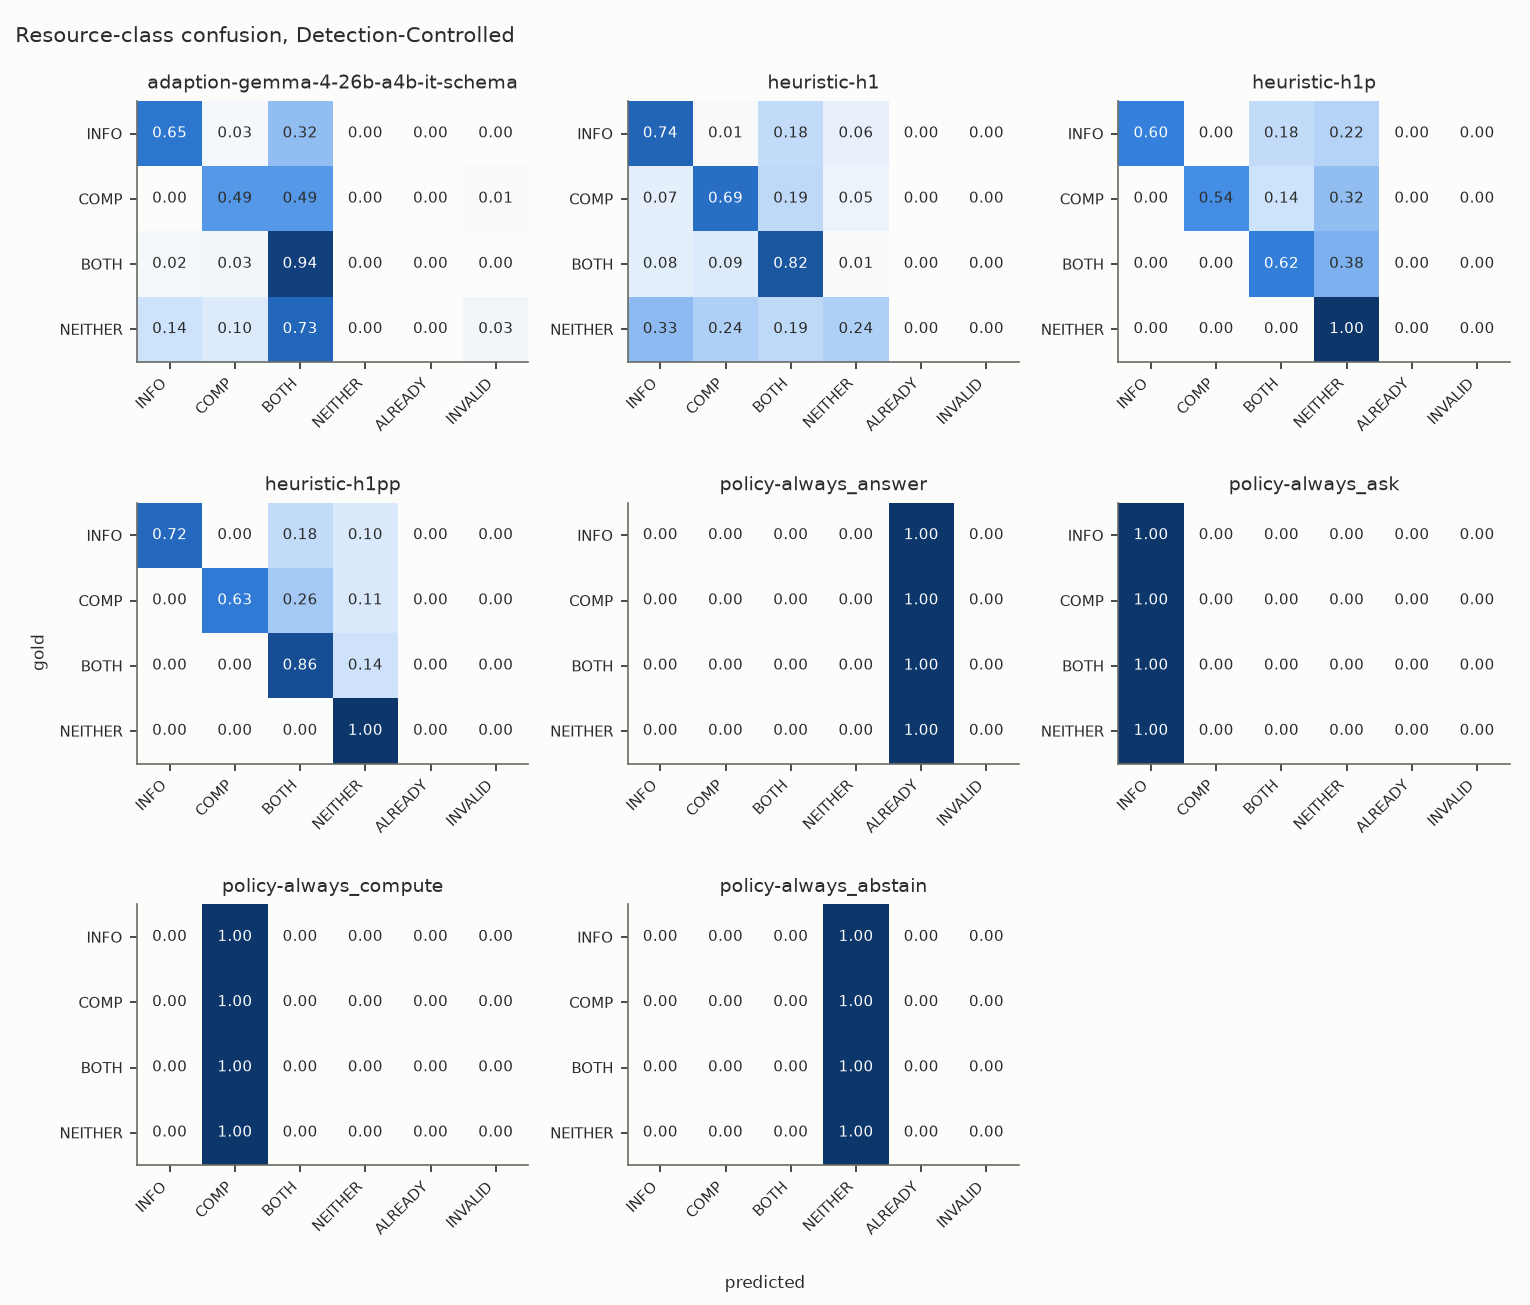 Resource-class confusion, Detection-Controlled
adaption-gemma-4-26b-a4b-it-schema
INFO 0.65 0.03 0.32 0.00 0.00 0.00
COMP 0.00 0.49 0.49 0.00 0.00 0.01
BOTH 0.02 0.03 0.94 0.00 0.00 0.00
NEITHER 0.14 0.10 0.73 0.00 0.00 0.03
INFO COMP BOTH NEITHER ALREADY INVALID
heuristic-h1
INFO 0.74 0.01 0.18 0.06 0.00 0.00
COMP 0.07 0.69 0.19 0.05 0.00 0.00
BOTH 0.08 0.09 0.82 0.01 0.00 0.00
NEITHER 0.33 0.24 0.19 0.24 0.00 0.00
INFO COMP BOTH NEITHER ALREADY INVALID
heuristic-h1p
INFO 0.60 0.00 0.18 0.22 0.00 0.00
COMP 0.00 0.54 0.14 0.32 0.00 0.00
BOTH 0.00 0.00 0.62 0.38 0.00 0.00
NEITHER 0.00 0.00 0.00 1.00 0.00 0.00
INFO COMP BOTH NEITHER ALREADY INVALID
gold
heuristic-h1pp
INFO 0.72 0.00 0.18 0.10 0.00 0.00
COMP 0.00 0.63 0.26 0.11 0.00 0.00
BOTH 0.00 0.00 0.86 0.14 0.00 0.00
NEITHER 0.00 0.00 0.00 1.00 0.00 0.00
INFO COMP BOTH NEITHER ALREADY INVALID
policy-always_answer
INFO 0.00 0.00 0.00 0.00 1.00 0.00
COMP 0.00 0.00 0.00 0.00 1.00 0.00
BOTH 0.00 0.00 0.00 0.00 1.00 0.00
NEITHER 0.00 0.00 0.00 0.00 1.00 0.00
INFO COMP BOTH NEITHER ALREADY INVALID
policy-always_ask
INFO 1.00 0.00 0.00 0.00 0.00 0.00
COMP 1.00 0.00 0.00 0.00 0.00 0.00
BOTH 1.00 0.00 0.00 0.00 0.00 0.00
NEITHER 1.00 0.00 0.00 0.00 0.00 0.00
INFO COMP BOTH NEITHER ALREADY INVALID
policy-always_compute
INFO 0.00 1.00 0.00 0.00 0.00 0.00
COMP 0.00 1.00 0.00 0.00 0.00 0.00
BOTH 0.00 1.00 0.00 0.00 0.00 0.00
NEITHER 0.00 1.00 0.00 0.00 0.00 0.00
INFO COMP BOTH NEITHER ALREADY INVALID
policy-always_abstain
INFO 0.00 0.00 0.00 1.00 0.00 0.00
COMP 0.00 0.00 0.00 1.00 0.00 0.00
BOTH 0.00 0.00 0.00 1.00 0.00 0.00
NEITHER 0.00 0.00 0.00 1.00 0.00 0.00
INFO COMP BOTH NEITHER ALREADY INVALID
predicted